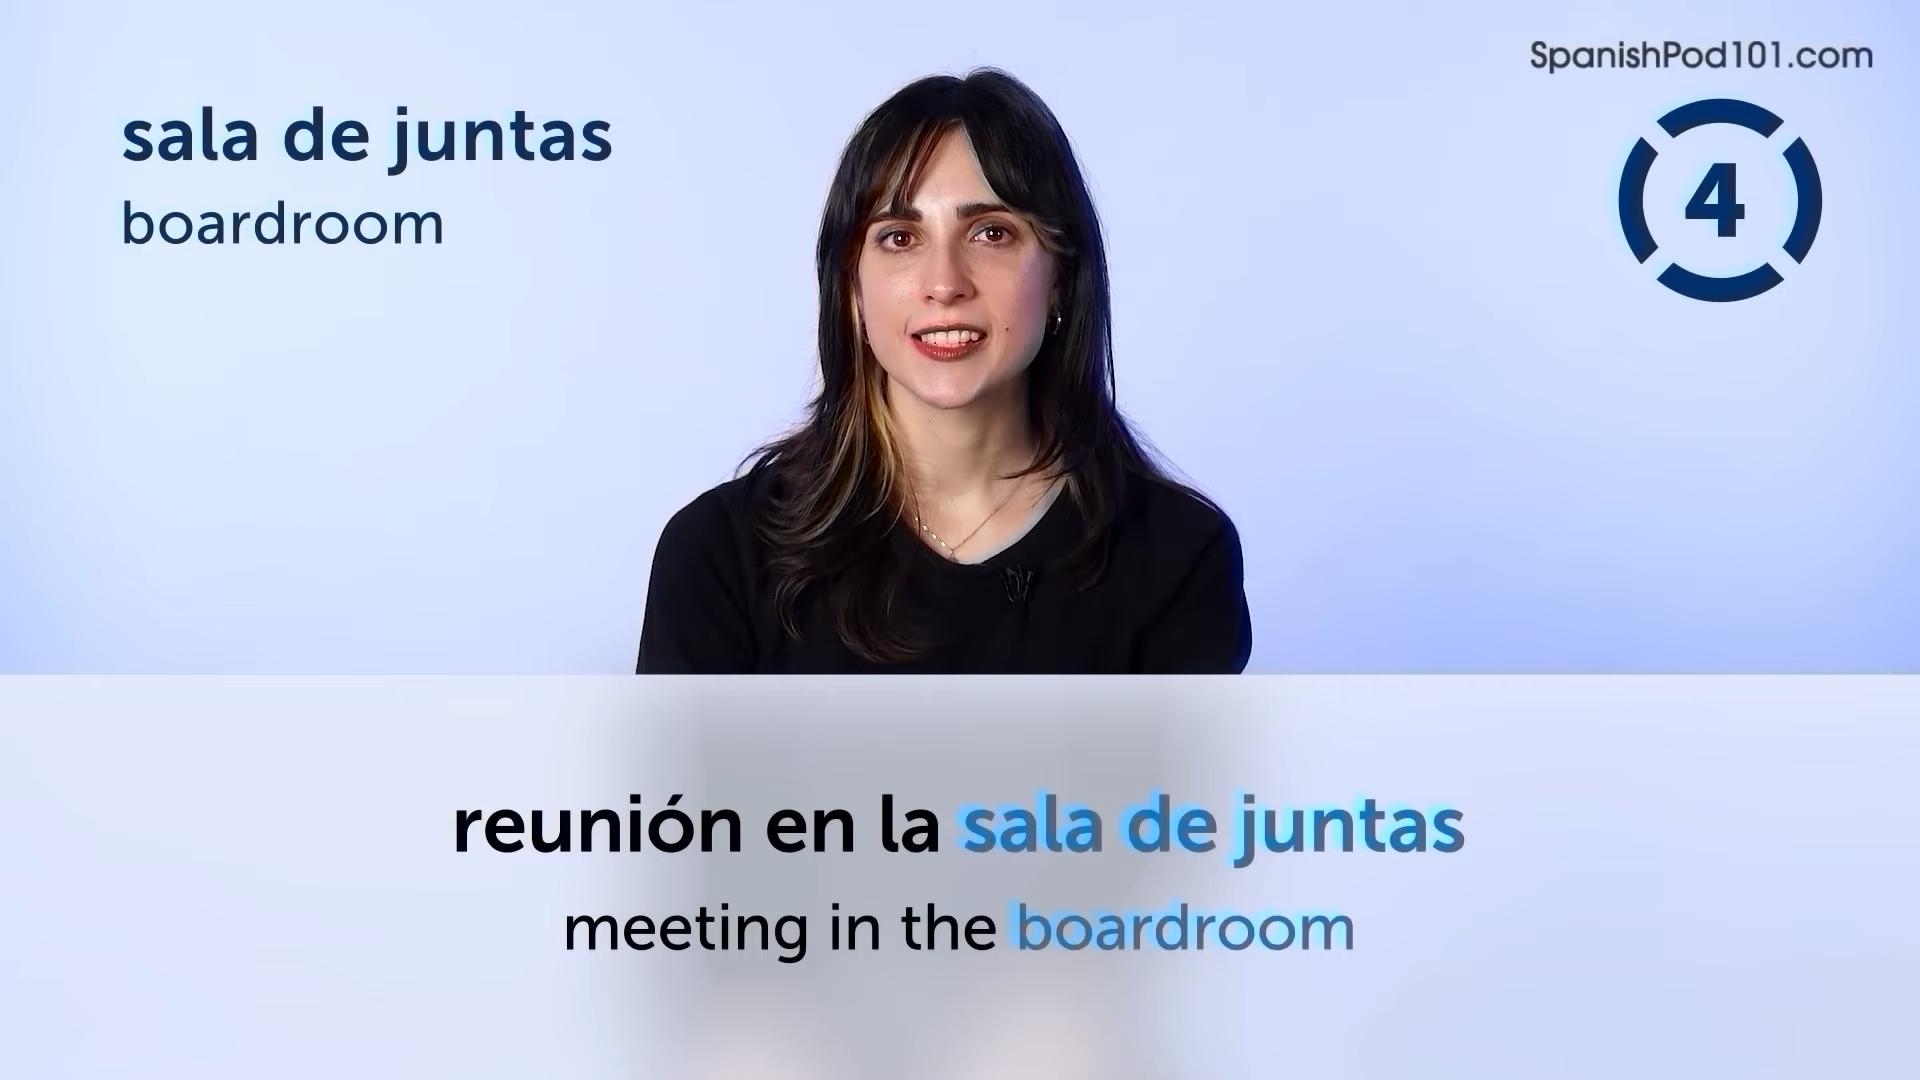 SpanishPod101.com
sala de juntas
boardroom
4
reunión en la sala de juntas
meeting in the boardroom